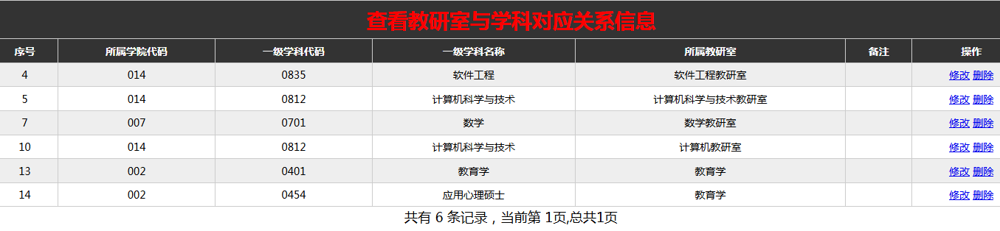 查看教研室与学科对应关系信息
序号 所属学院代码 一级学科代码 一级学科名称 所属教研室 备注 操作
4 014 0835 软件工程 软件工程教研室 修改 删除
5 014 0812 计算机科学与技术 计算机科学与技术教研室 修改 删除
7 007 0701 数学 数学教研室 修改 删除
10 014 0812 计算机科学与技术 计算机教研室 修改 删除
13 002 0401 教育学 教育学 修改 删除
14 002 0454 应用心理硕士 教育学 修改 删除
共有 6 条记录，当前第 1页,总共1页